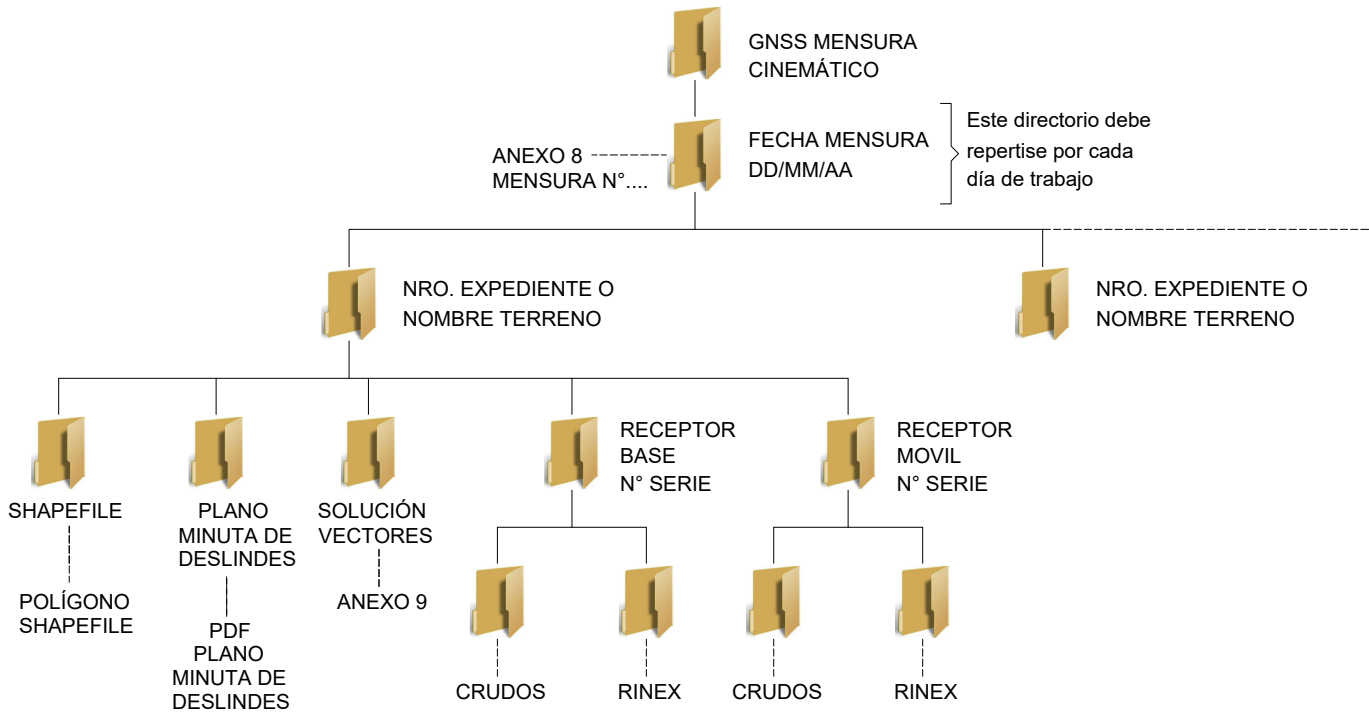 GNSS MENSURA
CINEMÁTICO
ANEXO 8
MENSURA N°....
FECHA MENSURA
DD/MM/AA
Este directorio debe
repertise por cada
día de trabajo
NRO. EXPEDIENTE O
NOMBRE TERRENO
NRO. EXPEDIENTE O
NOMBRE TERRENO
SHAPEFILE
PLANO
MINUTA DE
DESLINDES
SOLUCIÓN
VECTORES
RECEPTOR
BASE
N° SERIE
RECEPTOR
MOVIL
N° SERIE
POLÍGONO
SHAPEFILE
PDF
PLANO
MINUTA DE
DESLINDES
ANEXO 9
CRUDOS
RINEX
CRUDOS
RINEX